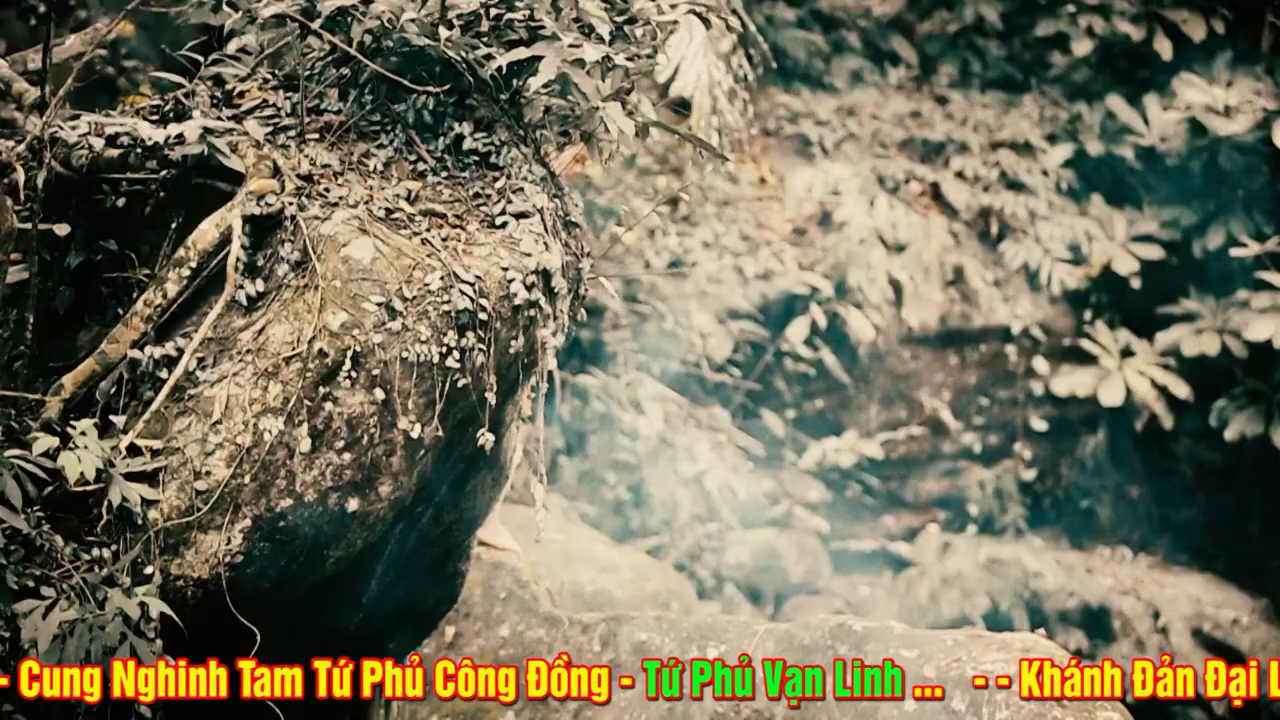 - Cung Nghinh Tam Tứ Phủ Công Đồng - Tứ Phủ Vạn Linh ... - - Khánh Đản Đại